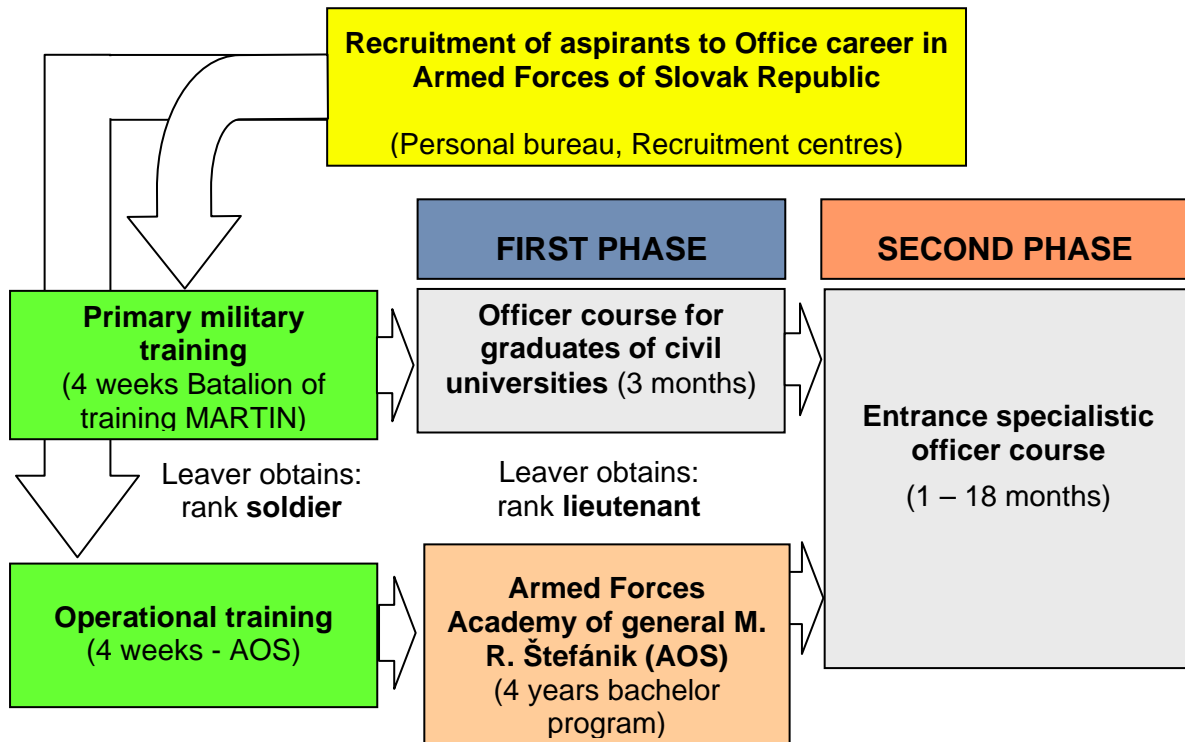 Recruitment of aspirants to Office career in
Armed Forces of Slovak Republic
(Personal bureau, Recruitment centres)
FIRST PHASE
SECOND PHASE
Primary military
training
(4 weeks Batalion of
training MARTIN)
Officer course for
graduates of civil
universities (3 months)
Entrance specialistic
officer course
(1 – 18 months)
Leaver obtains:
rank soldier
Leaver obtains:
rank lieutenant
Operational training
(4 weeks - AOS)
Armed Forces
Academy of general M.
R. Štefánik (AOS)
(4 years bachelor
program)